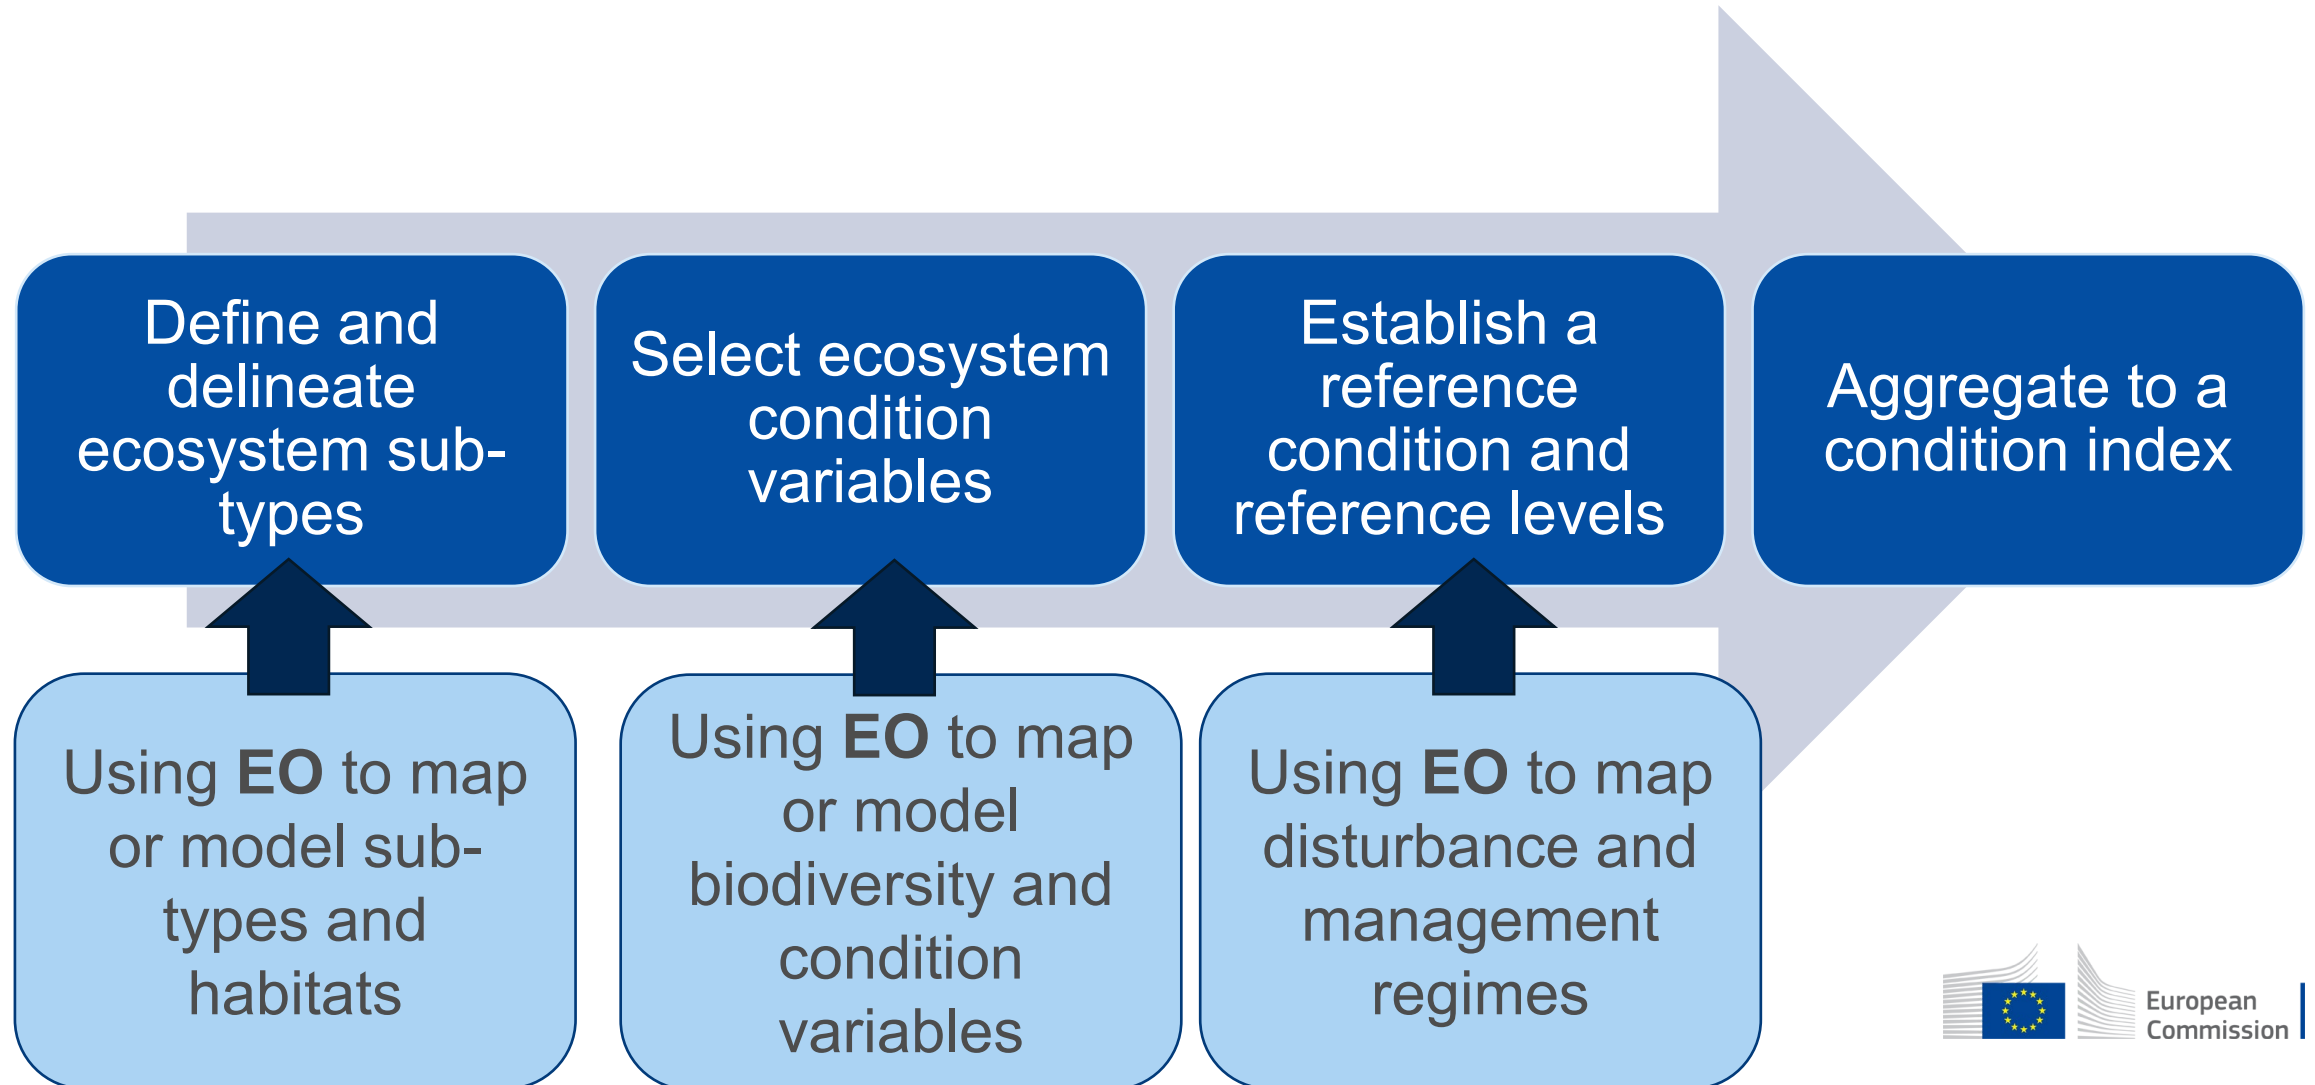 Define and
delineate
ecosystem sub-
types
Select ecosystem
condition
variables
Establish a
reference
condition and
reference levels
Aggregate to a
condition index
Using EO to map
or model sub-
types and
habitats
Using EO to map
or model
biodiversity and
condition
variables
Using EO to map
disturbance and
management
regimes
European
Commission